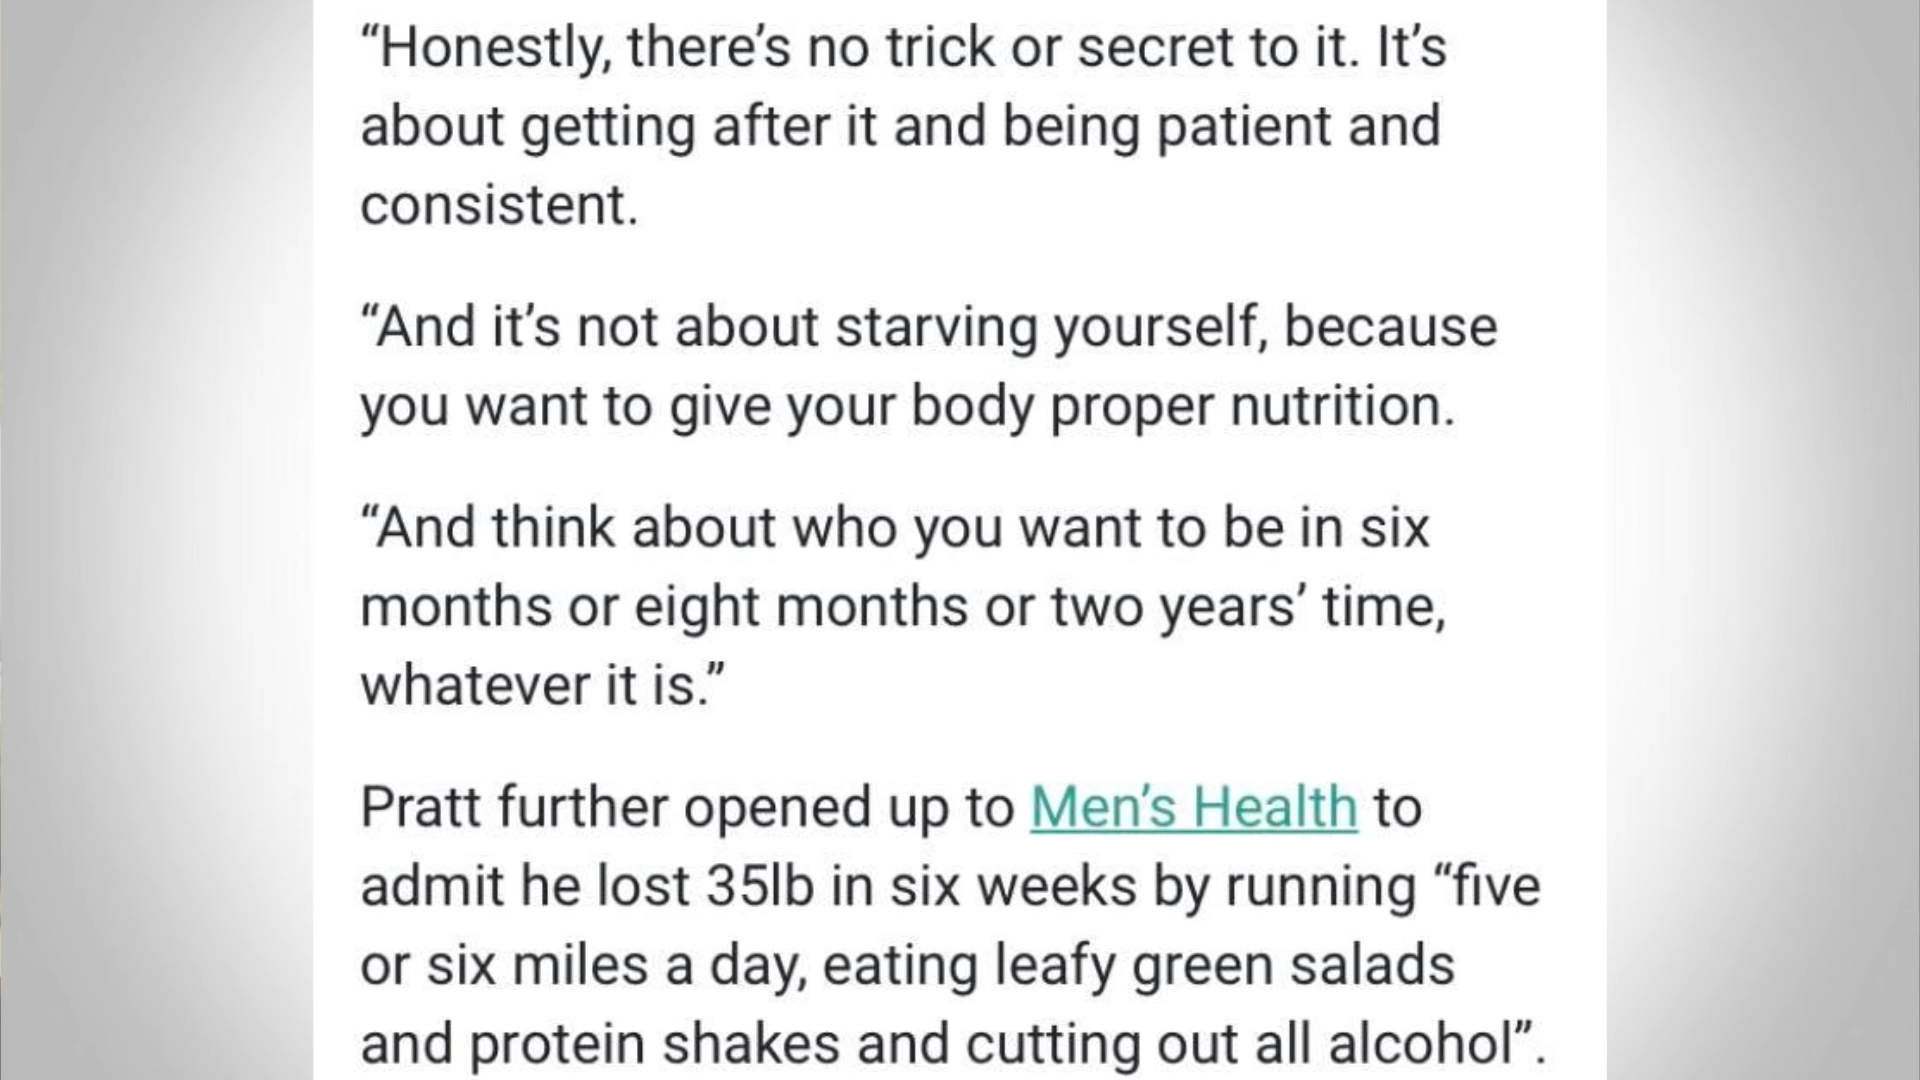 “Honestly, there’s no trick or secret to it. It’s
about getting after it and being patient and
consistent.
“And it’s not about starving yourself, because
you want to give your body proper nutrition.
“And think about who you want to be in six
months or eight months or two years’ time,
whatever it is.”
Pratt further opened up to Men’s Health to
admit he lost 35lb in six weeks by running “five
or six miles a day, eating leafy green salads
and protein shakes and cutting out all alcohol”.